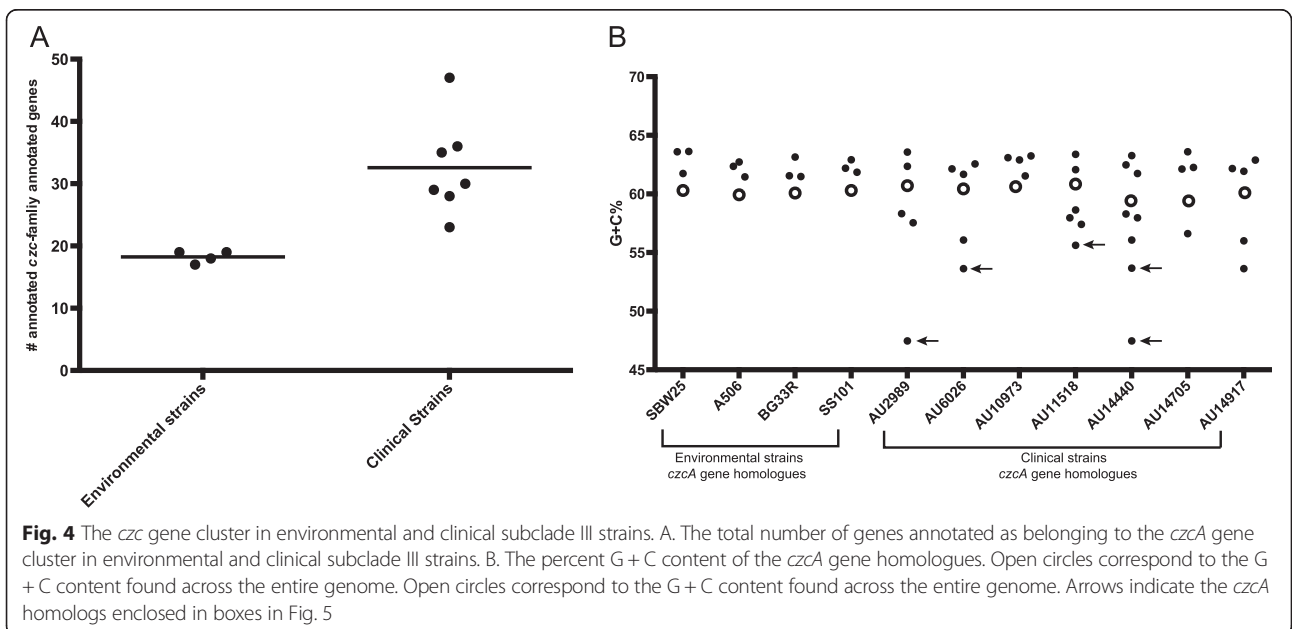 A
# annotated czc-family annotated genes
50
40
30
20
10
0
Environmental strains
Clinical Strains
B
G+C%
70
65
60
55
50
45
SBW25
A506
BG33R
SS101
AU2989
AU6026
AU10973
AU11518
AU14440
AU14705
AU14917
Environmental strains
czcA gene homologues
Clinical strains
czcA gene homologues
Fig. 4 The czc gene cluster in environmental and clinical subclade III strains. A. The total number of genes annotated as belonging to the czcA gene
cluster in environmental and clinical subclade III strains. B. The percent G + C content of the czcA gene homologues. Open circles correspond to the G
+ C content found across the entire genome. Open circles correspond to the G + C content found across the entire genome. Arrows indicate the czcA
homologs enclosed in boxes in Fig. 5